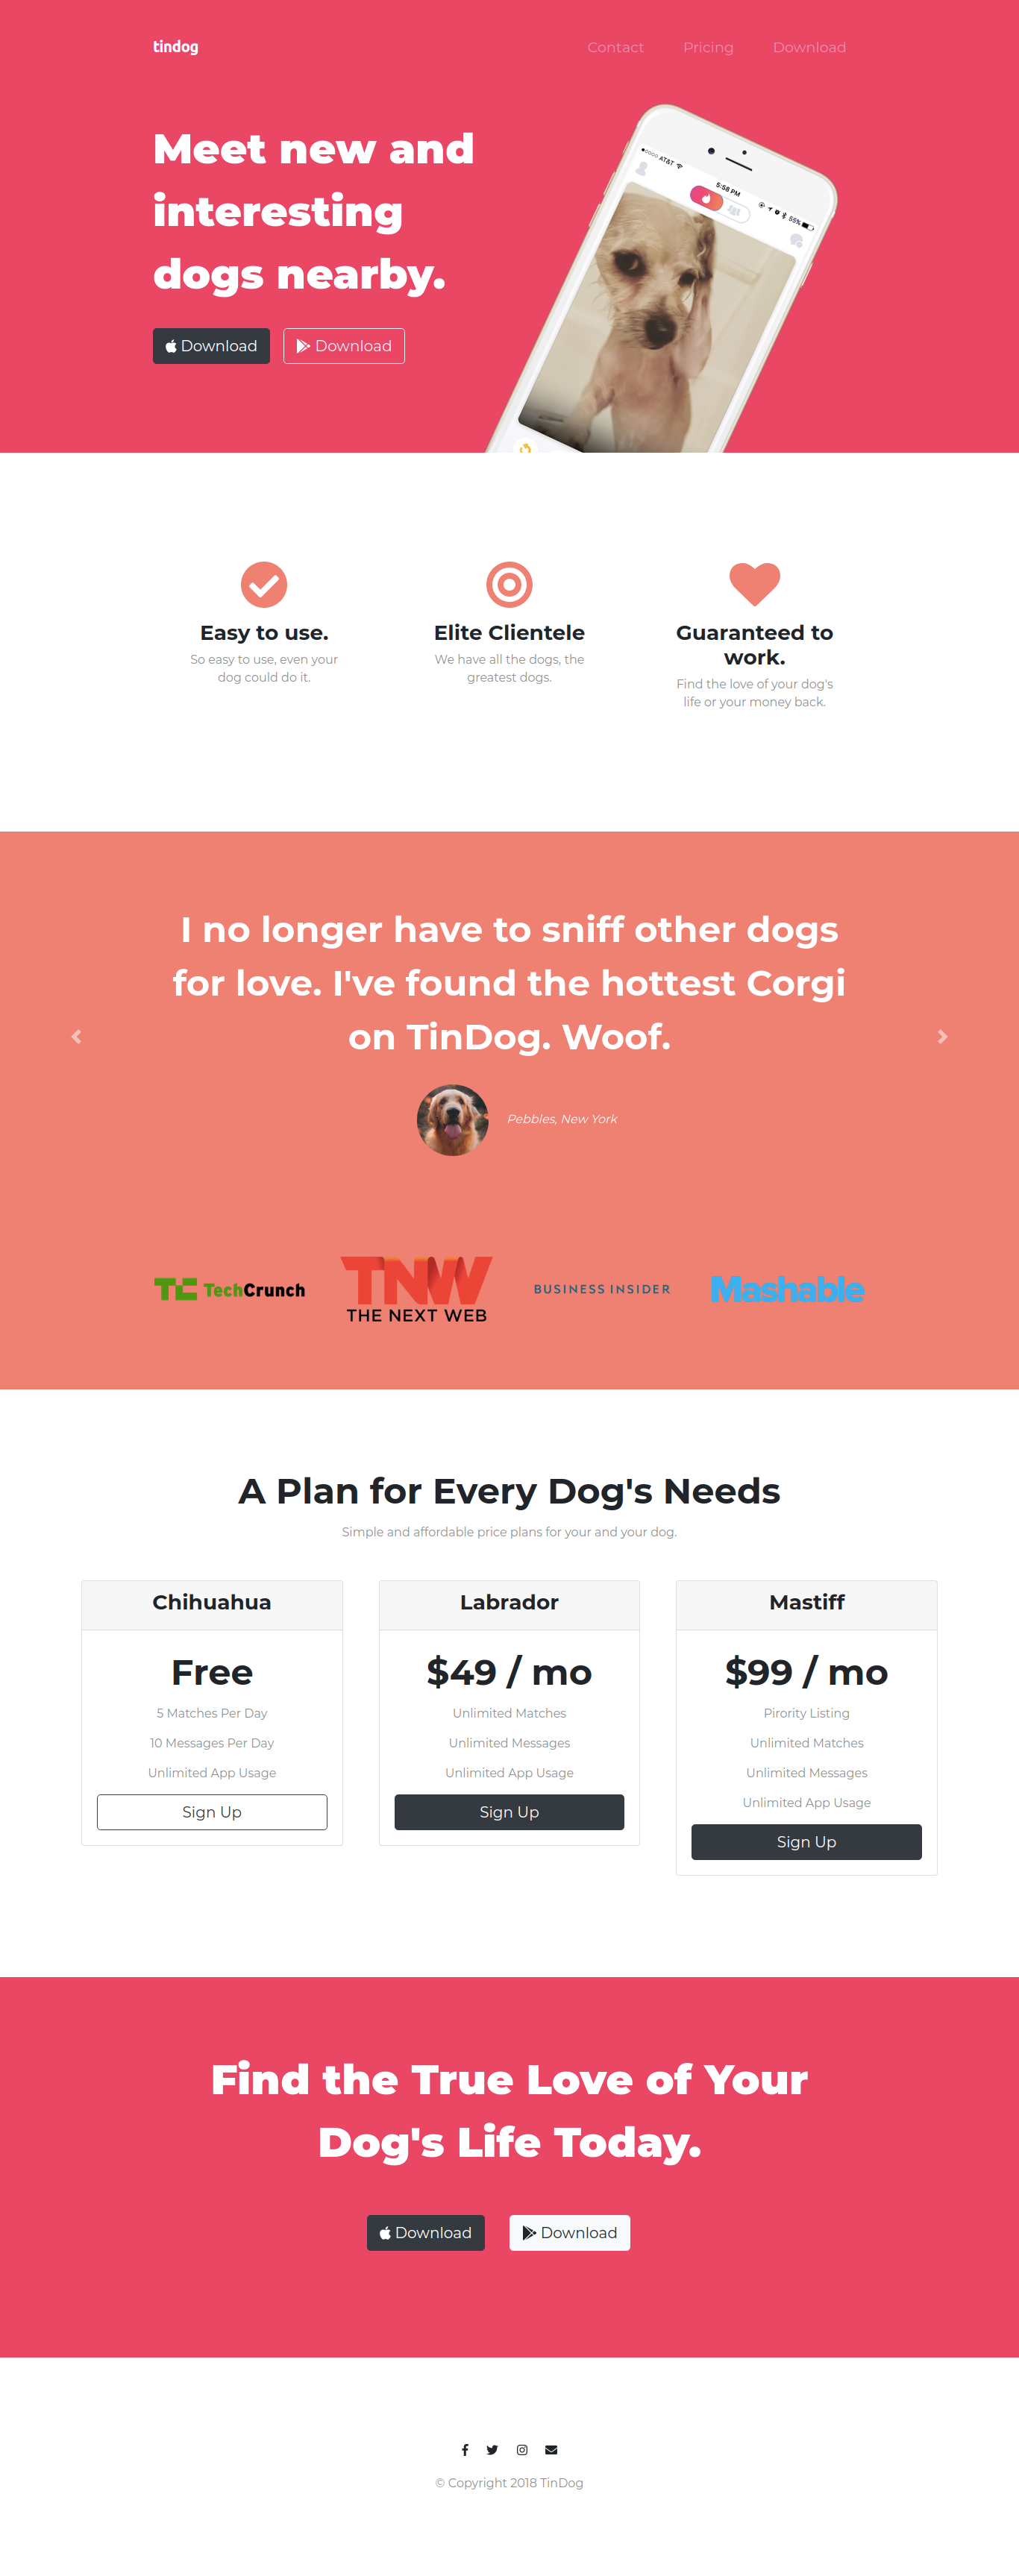 tindog
Contact Pricing Download
Meet new and
interesting
dogs nearby.
●○○○○ AT&T 5:58 PM 55%
Download Download
Easy to use.
So easy to use, even your
dog could do it.
Elite Clientele
We have all the dogs, the
greatest dogs.
Guaranteed to
work.
Find the love of your dog's
life or your money back.
I no longer have to sniff other dogs
for love. I've found the hottest Corgi
on TinDog. Woof.
Pebbles, New York
TC TechCrunch
TNW
THE NEXT WEB
BUSINESS INSIDER
Mashable
A Plan for Every Dog's Needs
Simple and affordable price plans for your and your dog.
Chihuahua
Free
5 Matches Per Day
10 Messages Per Day
Unlimited App Usage
Sign Up
Labrador
$49 / mo
Unlimited Matches
Unlimited Messages
Unlimited App Usage
Sign Up
Mastiff
$99 / mo
Pirority Listing
Unlimited Matches
Unlimited Messages
Unlimited App Usage
Sign Up
Find the True Love of Your
Dog's Life Today.
Download Download
© Copyright 2018 TinDog